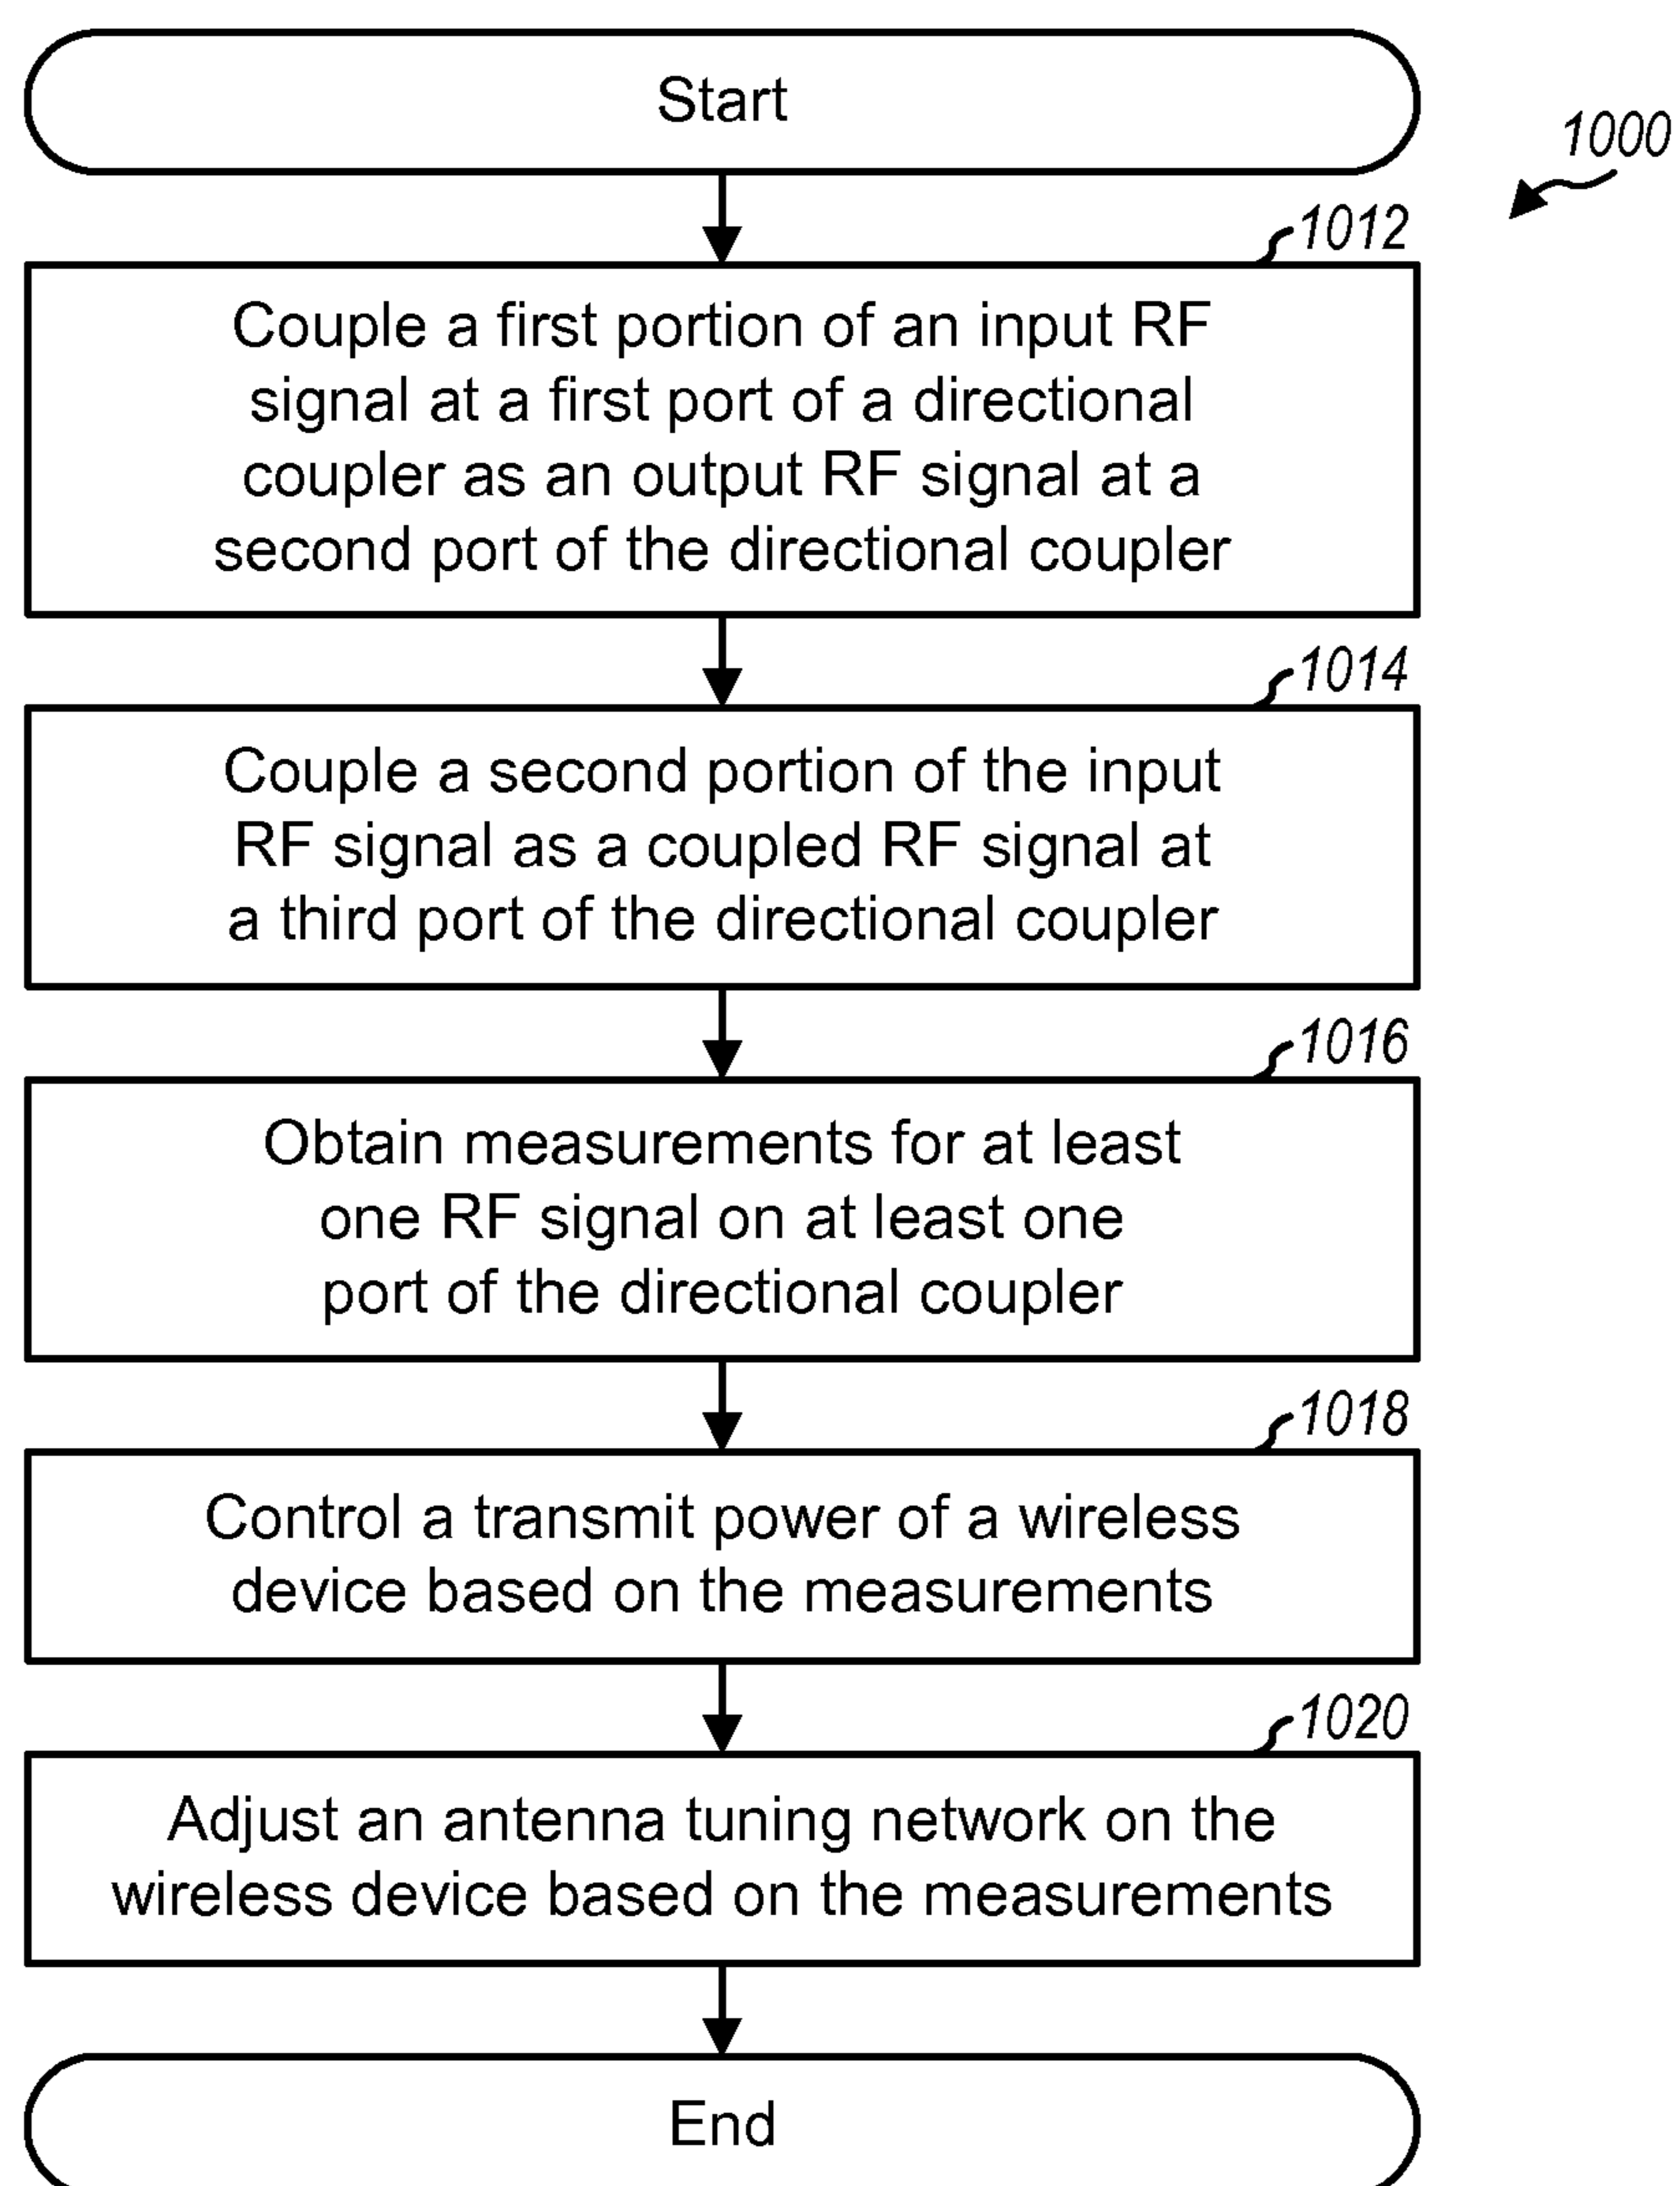 Start
1000
1012
Couple a first portion of an input RF
signal at a first port of a directional
coupler as an output RF signal at a
second port of the directional coupler
1014
Couple a second portion of the input
RF signal as a coupled RF signal at
a third port of the directional coupler
1016
Obtain measurements for at least
one RF signal on at least one
port of the directional coupler
1018
Control a transmit power of a wireless
device based on the measurements
1020
Adjust an antenna tuning network on the
wireless device based on the measurements
End